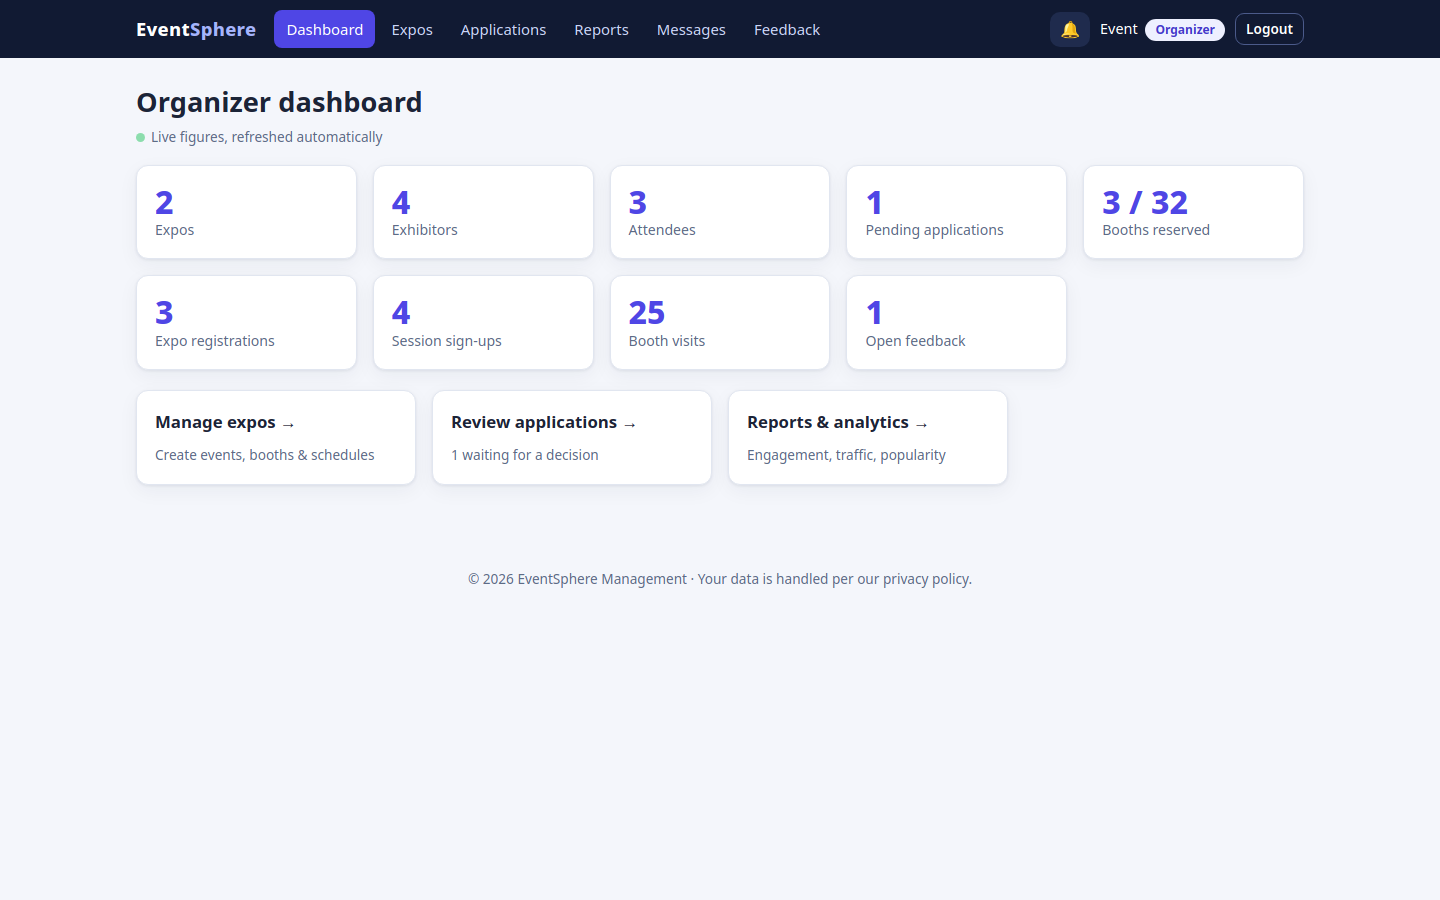 EventSphere Dashboard Expos Applications Reports Messages Feedback Event Organizer Logout
Organizer dashboard
Live figures, refreshed automatically
2
Expos
4
Exhibitors
3
Attendees
1
Pending applications
3 / 32
Booths reserved
3
Expo registrations
4
Session sign-ups
25
Booth visits
1
Open feedback
Manage expos →
Create events, booths & schedules
Review applications →
1 waiting for a decision
Reports & analytics →
Engagement, traffic, popularity
© 2026 EventSphere Management · Your data is handled per our privacy policy.